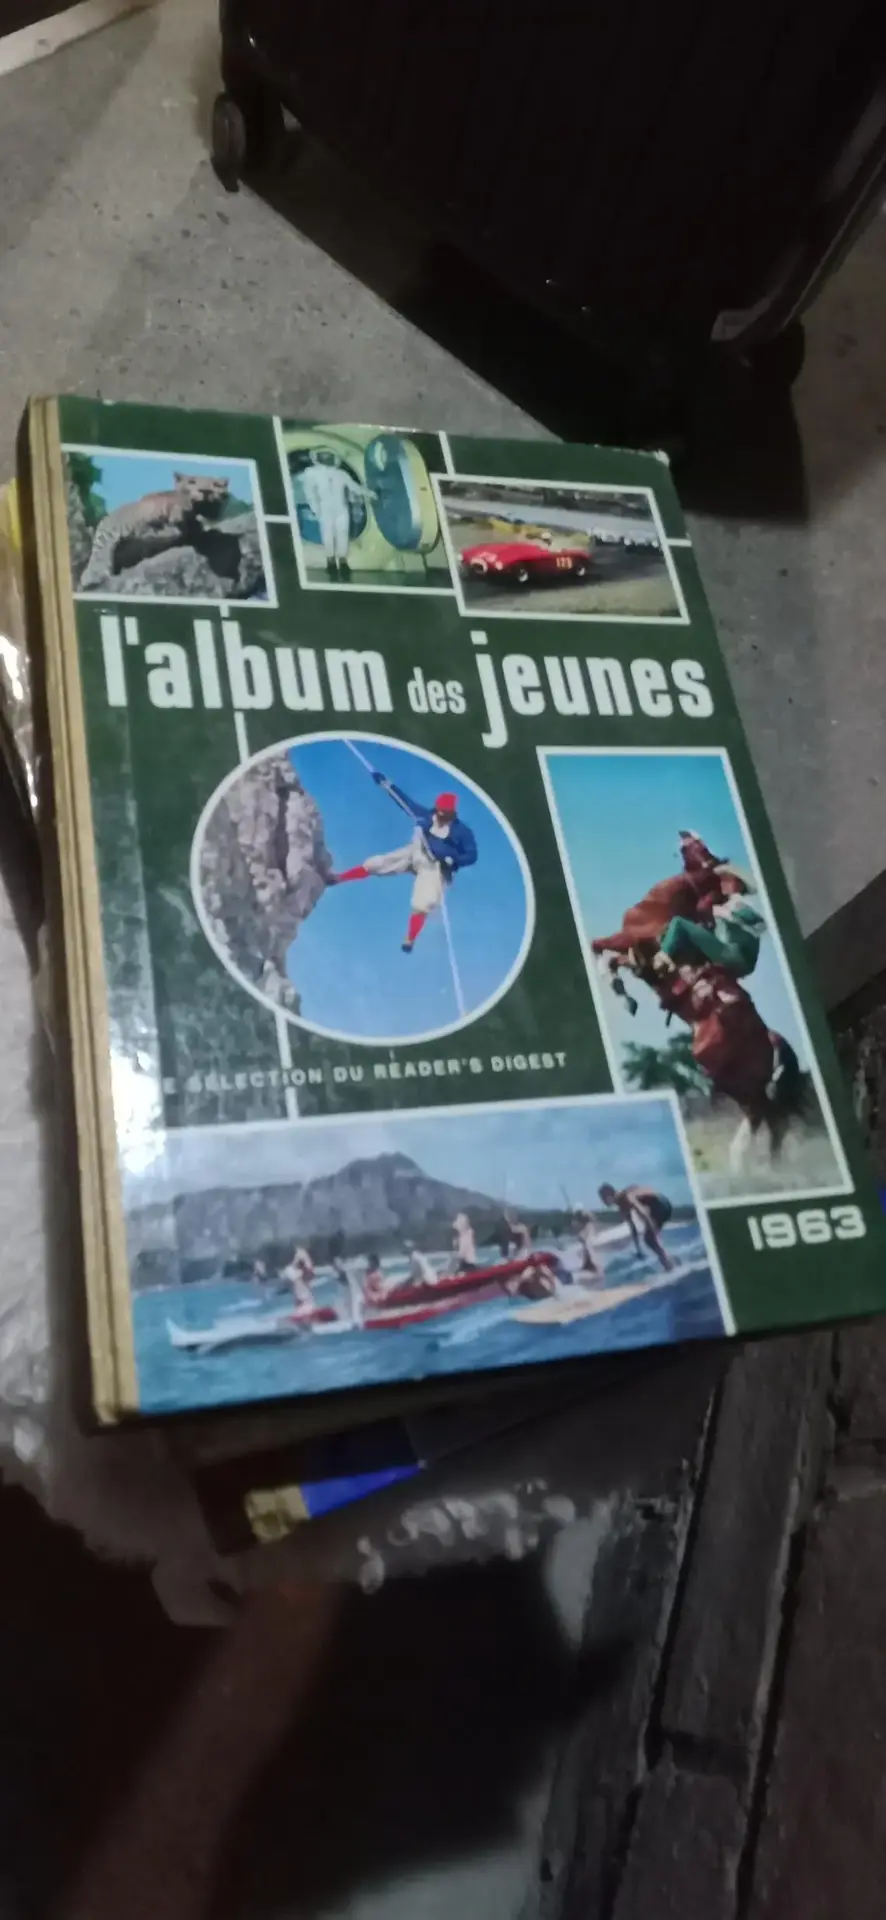 l'album des jeunes
SÉLECTION DU READER'S DIGEST
1963